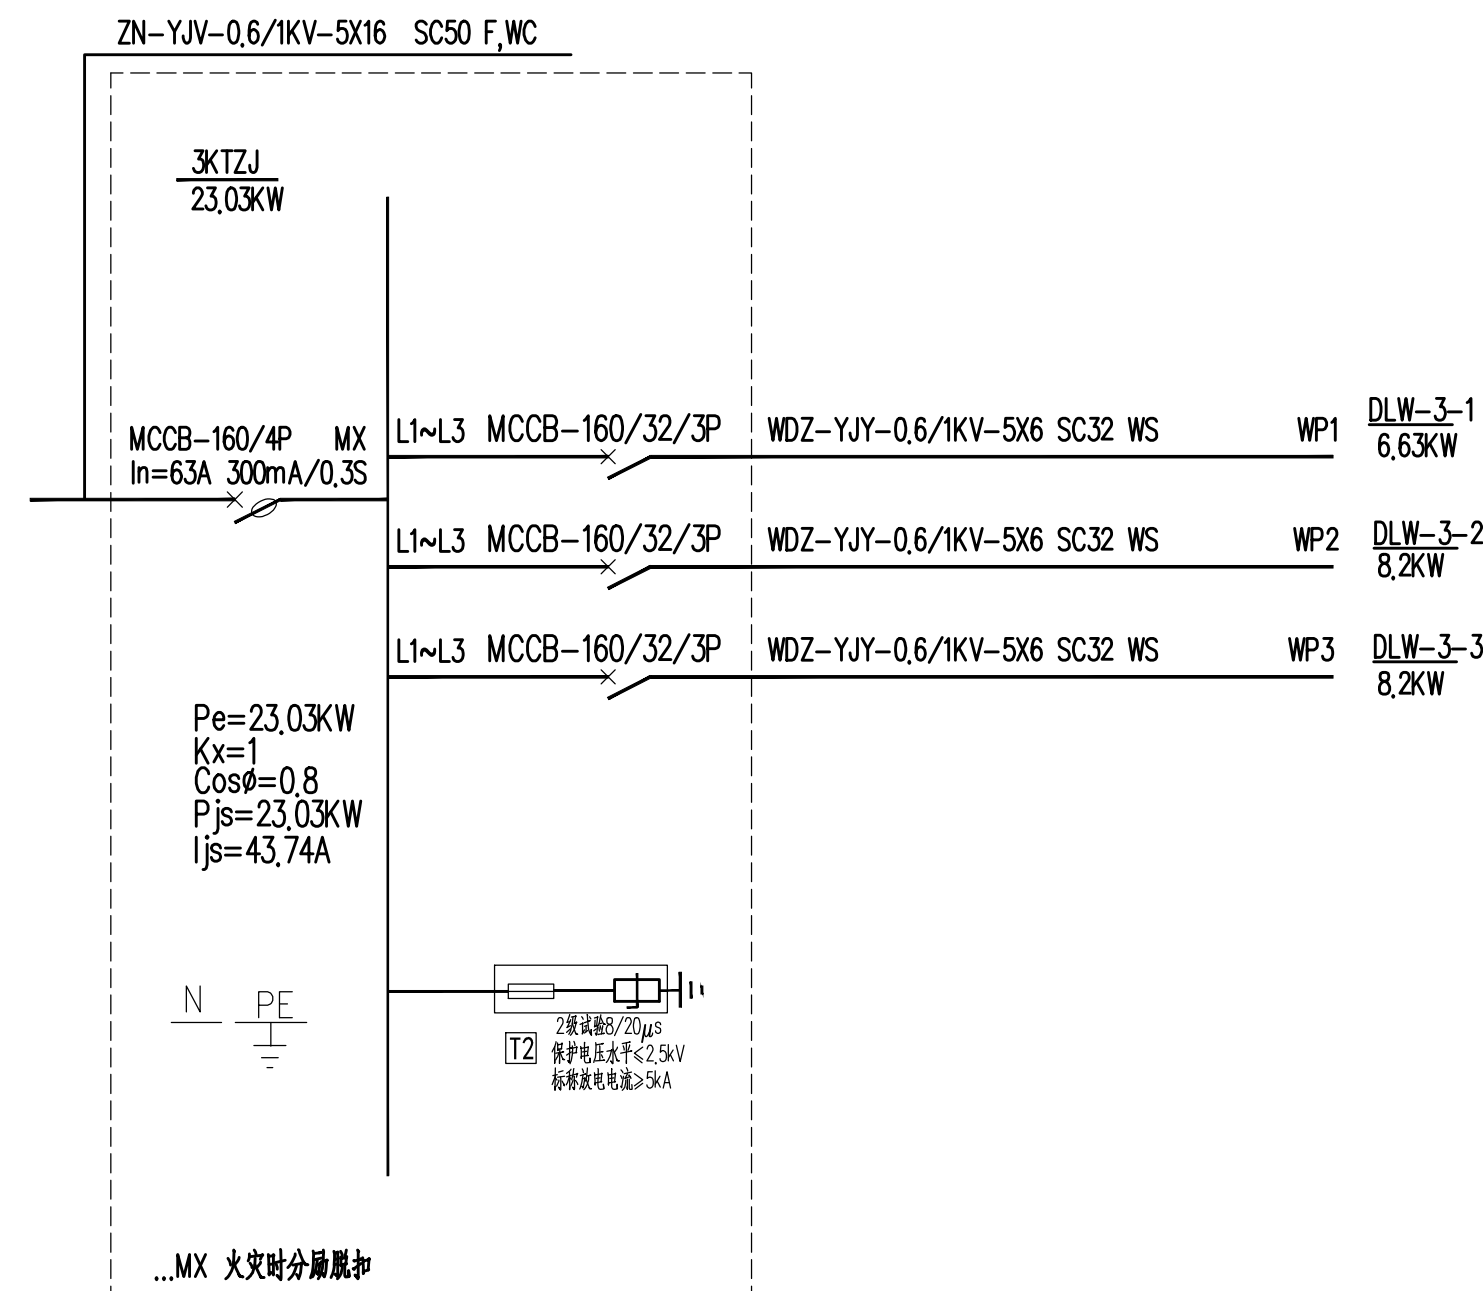 ZN-YJV-0.6/1KV-5X16 SC50 F,WC
3KTZJ
23.03KW
MCCB-160/4P MX
In=63A 300mA/0.3S
L1~L3 MCCB-160/32/3P WDZ-YJY-0.6/1KV-5X6 SC32 WS WP1
DLW-3-1
6.63KW
L1~L3 MCCB-160/32/3P WDZ-YJY-0.6/1KV-5X6 SC32 WS WP2
DLW-3-2
8.2KW
L1~L3 MCCB-160/32/3P WDZ-YJY-0.6/1KV-5X6 SC32 WS WP3
DLW-3-3
8.2KW
Pe=23.03KW
Kx=1
Cosø=0.8
Pjs=23.03KW
Ijs=43.74A
N PE
T2
2级试验8/20μs
保护电压水平≤2.5kV
标称放电电流≥5kA
...MX 火灾时分励脱扣